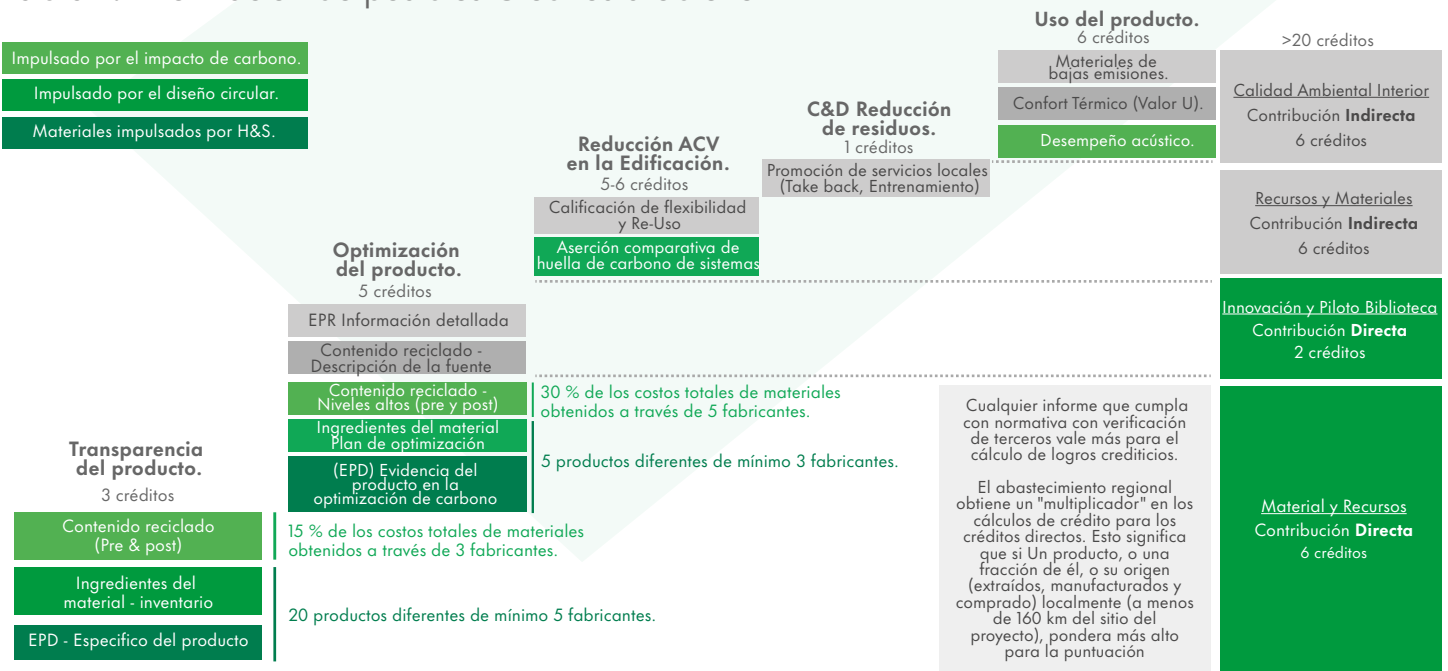 Impulsado por el impacto de carbono.
Impulsado por el diseño circular.
Materiales impulsados por H&S.
Transparencia
del producto.
3 créditos
Contenido reciclado
(Pre & post)
Ingredientes del
material - inventario
EPD - Especifico del producto
15 % de los costos totales de materiales
obtenidos a través de 3 fabricantes.
20 productos diferentes de mínimo 5 fabricantes.
Optimización
del producto.
5 créditos
EPR Información detallada
Contenido reciclado -
Descripción de la fuente
Contenido reciclado -
Niveles altos (pre y post)
Ingredientes del material
Plan de optimización
(EPD) Evidencia del
producto en la
optimización de carbono
30 % de los costos totales de materiales
obtenidos a través de 5 fabricantes.
5 productos diferentes de mínimo 3 fabricantes.
Reducción ACV
en la Edificación.
5-6 créditos
Calificación de flexibilidad
y Re-Uso
Aserción comparativa de
huella de carbono de sistemas
C&D Reducción
de residuos.
1 créditos
Promoción de servicios locales
(Take back, Entrenamiento)
Uso del producto.
6 créditos
Materiales de
bajas emisiones.
Confort Térmico (Valor U).
Desempeño acústico.
>20 créditos
Calidad Ambiental Interior
Contribución Indirecta
6 créditos
Recursos y Materiales
Contribución Indirecta
6 créditos
Innovación y Piloto Biblioteca
Contribución Directa
2 créditos
Material y Recursos
Contribución Directa
6 créditos
Cualquier informe que cumpla
con normativa con verificación
de terceros vale más para el
cálculo de logros crediticios.
El abastecimiento regional
obtiene un "multiplicador" en los
cálculos de crédito para los
créditos directos. Esto significa
que si Un producto, o una
fracción de él, o su origen
(extraídos, manufacturados y
comprado) localmente (a menos
de 160 km del sitio del
proyecto), pondera más alto
para la puntuación